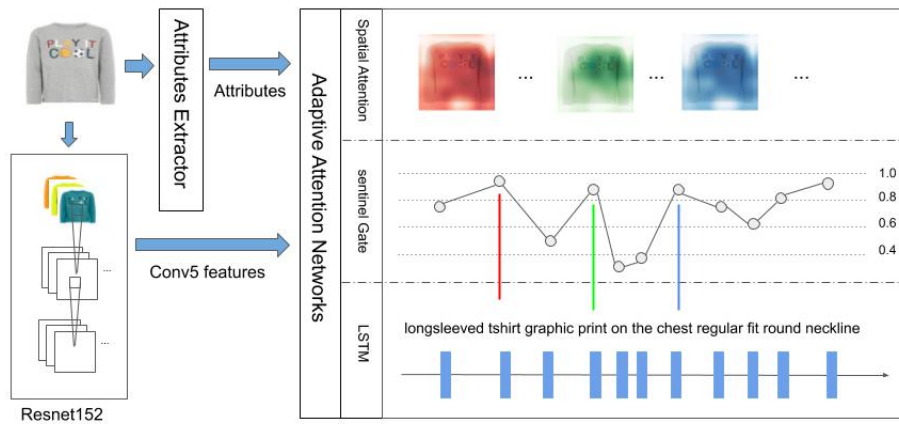 PLAY IT
COOL
Attributes Extractor
Attributes
Conv5 features
Resnet152
Adaptive Attention Networks
Spatial Attention
... ... ...
sentinel Gate
1.0
0.8
0.6
0.4
LSTM
longsleeved tshirt graphic print on the chest regular fit round neckline
...
...